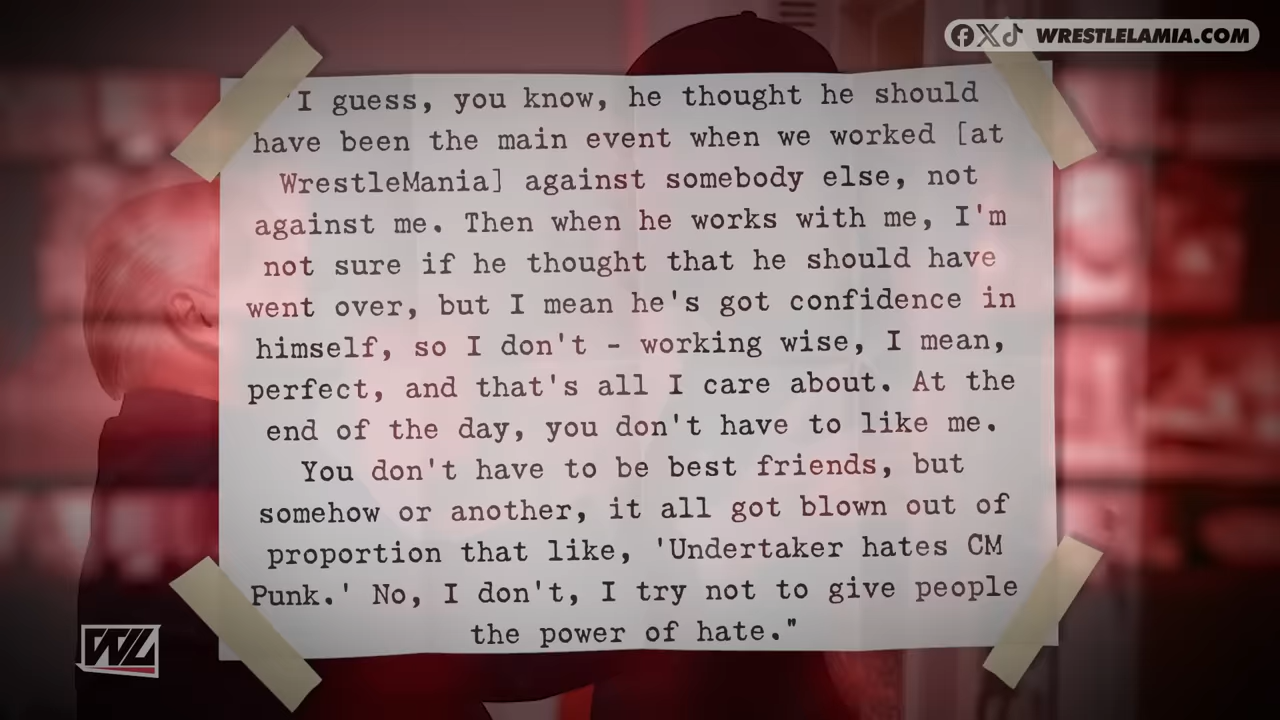 WRESTLELAMIA.COM
"I guess, you know, he thought he should
have been the main event when we worked [at
WrestleMania] against somebody else, not
against me. Then when he works with me, I'm
not sure if he thought that he should have
went over, but I mean he's got confidence in
himself, so I don't - working wise, I mean,
perfect, and that's all I care about. At the
end of the day, you don't have to like me.
You don't have to be best friends, but
somehow or another, it all got blown out of
proportion that like, 'Undertaker hates CM
Punk.' No, I don't, I try not to give people
the power of hate."
WL